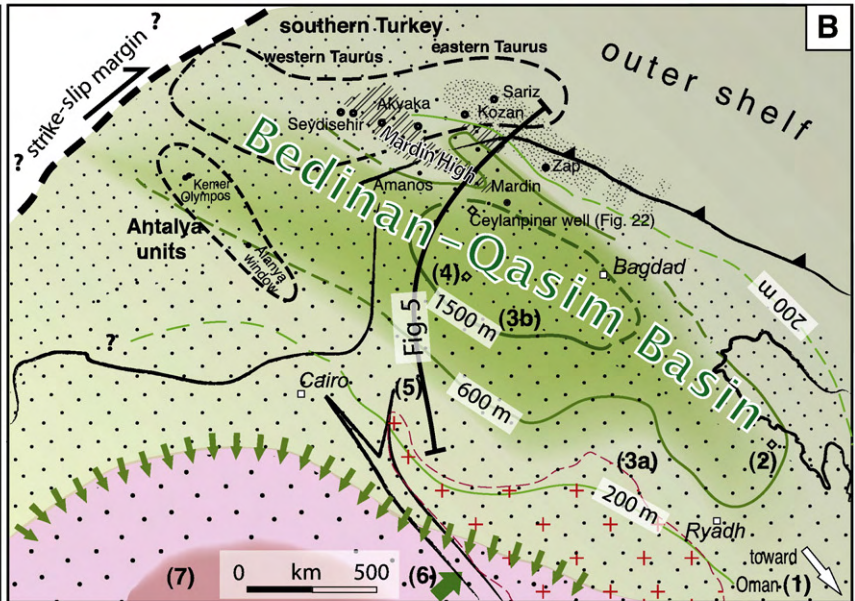 B
southern Turkey
western Taurus
eastern Taurus
outer shelf
?
strike-slip margin
?
Sariz
Akyaka
Kozan
Seydisehir
Mardin High
Zap
Kemer
Olympos
Amanos
Mardin
Ceylanpinar well (Fig. 22)
Antalya
units
Alanya
window
Bedinan-Qasim Basin
Bagdad
(4)
200 m
1500 m
(3b)
Fig. 5
?
Cairo
(5)
600 m
(2)
(3a)
200 m
Ryadh
toward
Oman (1)
(7)
0 km 500
(6)